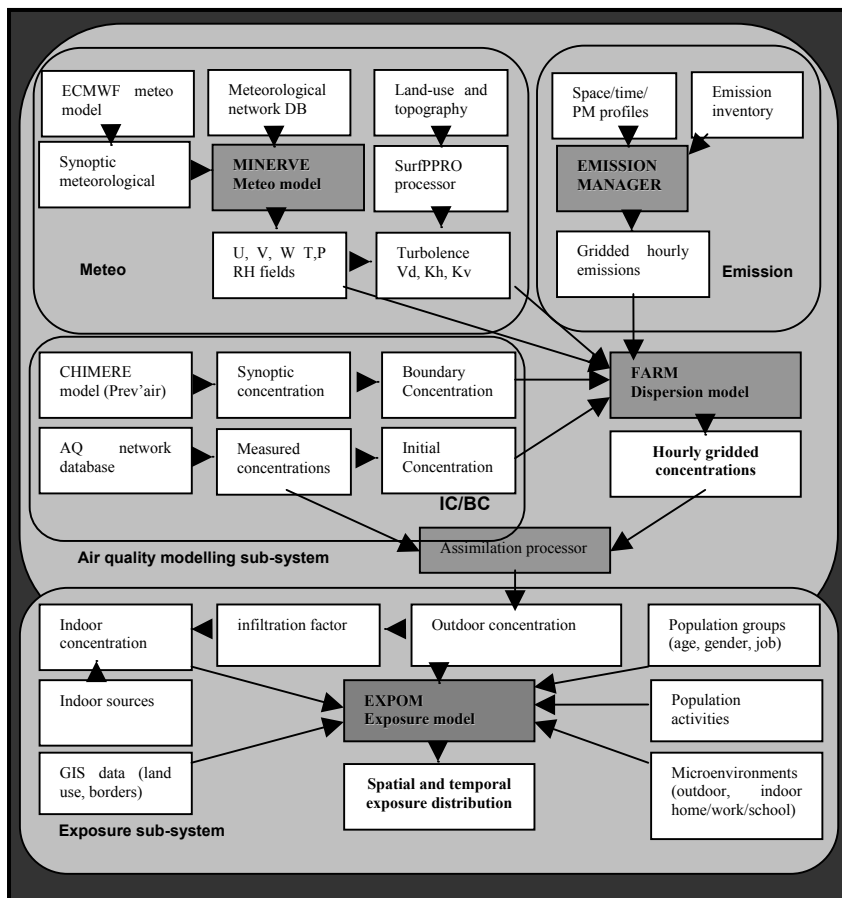 ECMWF meteo
model
Meteorological
network DB
Land-use and
topography
Space/time/
PM profiles
Emission
inventory
Synoptic
meteorological
MINERVE
Meteo model
SurfPPRO
processor
EMISSION
MANAGER
U, V, W T,P
RH fields
Turbolence
Vd, Kh, Kv
Gridded hourly
emissions
Meteo
Emission
CHIMERE
model (Prev'air)
Synoptic
concentration
Boundary
Concentration
FARM
Dispersion model
AQ network
database
Measured
concentrations
Initial
Concentration
Hourly gridded
concentrations
IC/BC
Air quality modelling sub-system
Assimilation processor
Indoor
concentration
infiltration factor
Outdoor concentration
Population groups
(age, gender, job)
Indoor sources
EXPOM
Exposure model
Population
activities
GIS data (land
use, borders)
Spatial and temporal
exposure distribution
Microenvironments
(outdoor, indoor
home/work/school)
Exposure sub-system